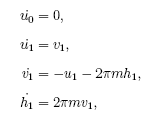 u̇₀ = 0,
u̇₁ = v₁,
v̇₁ = −u₁ − 2πmh₁,
ḣ₁ = 2πmv₁,